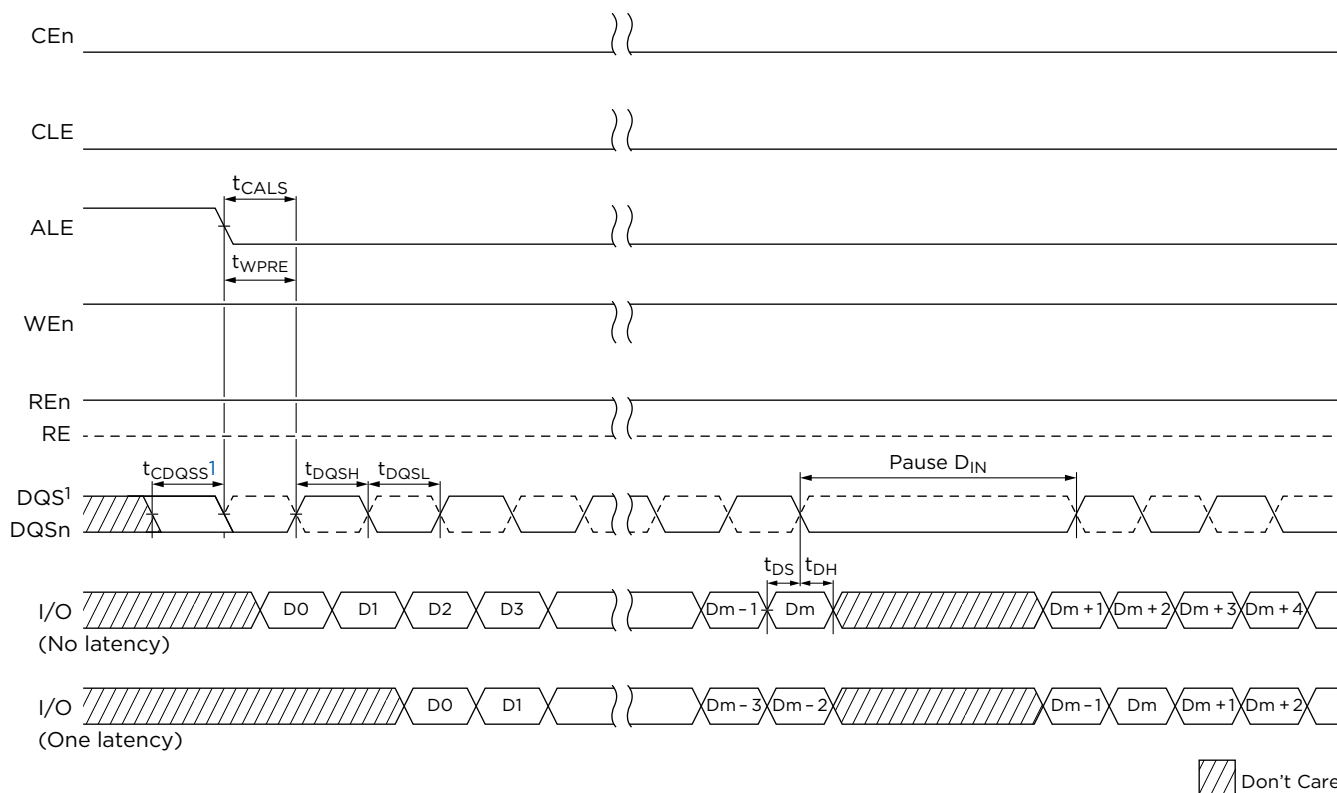 CEn
CLE
tCALS
ALE
tWPRE
WEn
REn
RE
tCDQSS1 tDQSH tDQSL Pause DIN
DQS1
DQSn
tDS tDH
I/O D0 D1 D2 D3 Dm-1 Dm Dm+1 Dm+2 Dm+3 Dm+4
(No latency)
I/O D0 D1 Dm-3 Dm-2 Dm-1 Dm Dm+1 Dm+2
(One latency)
Don't Care